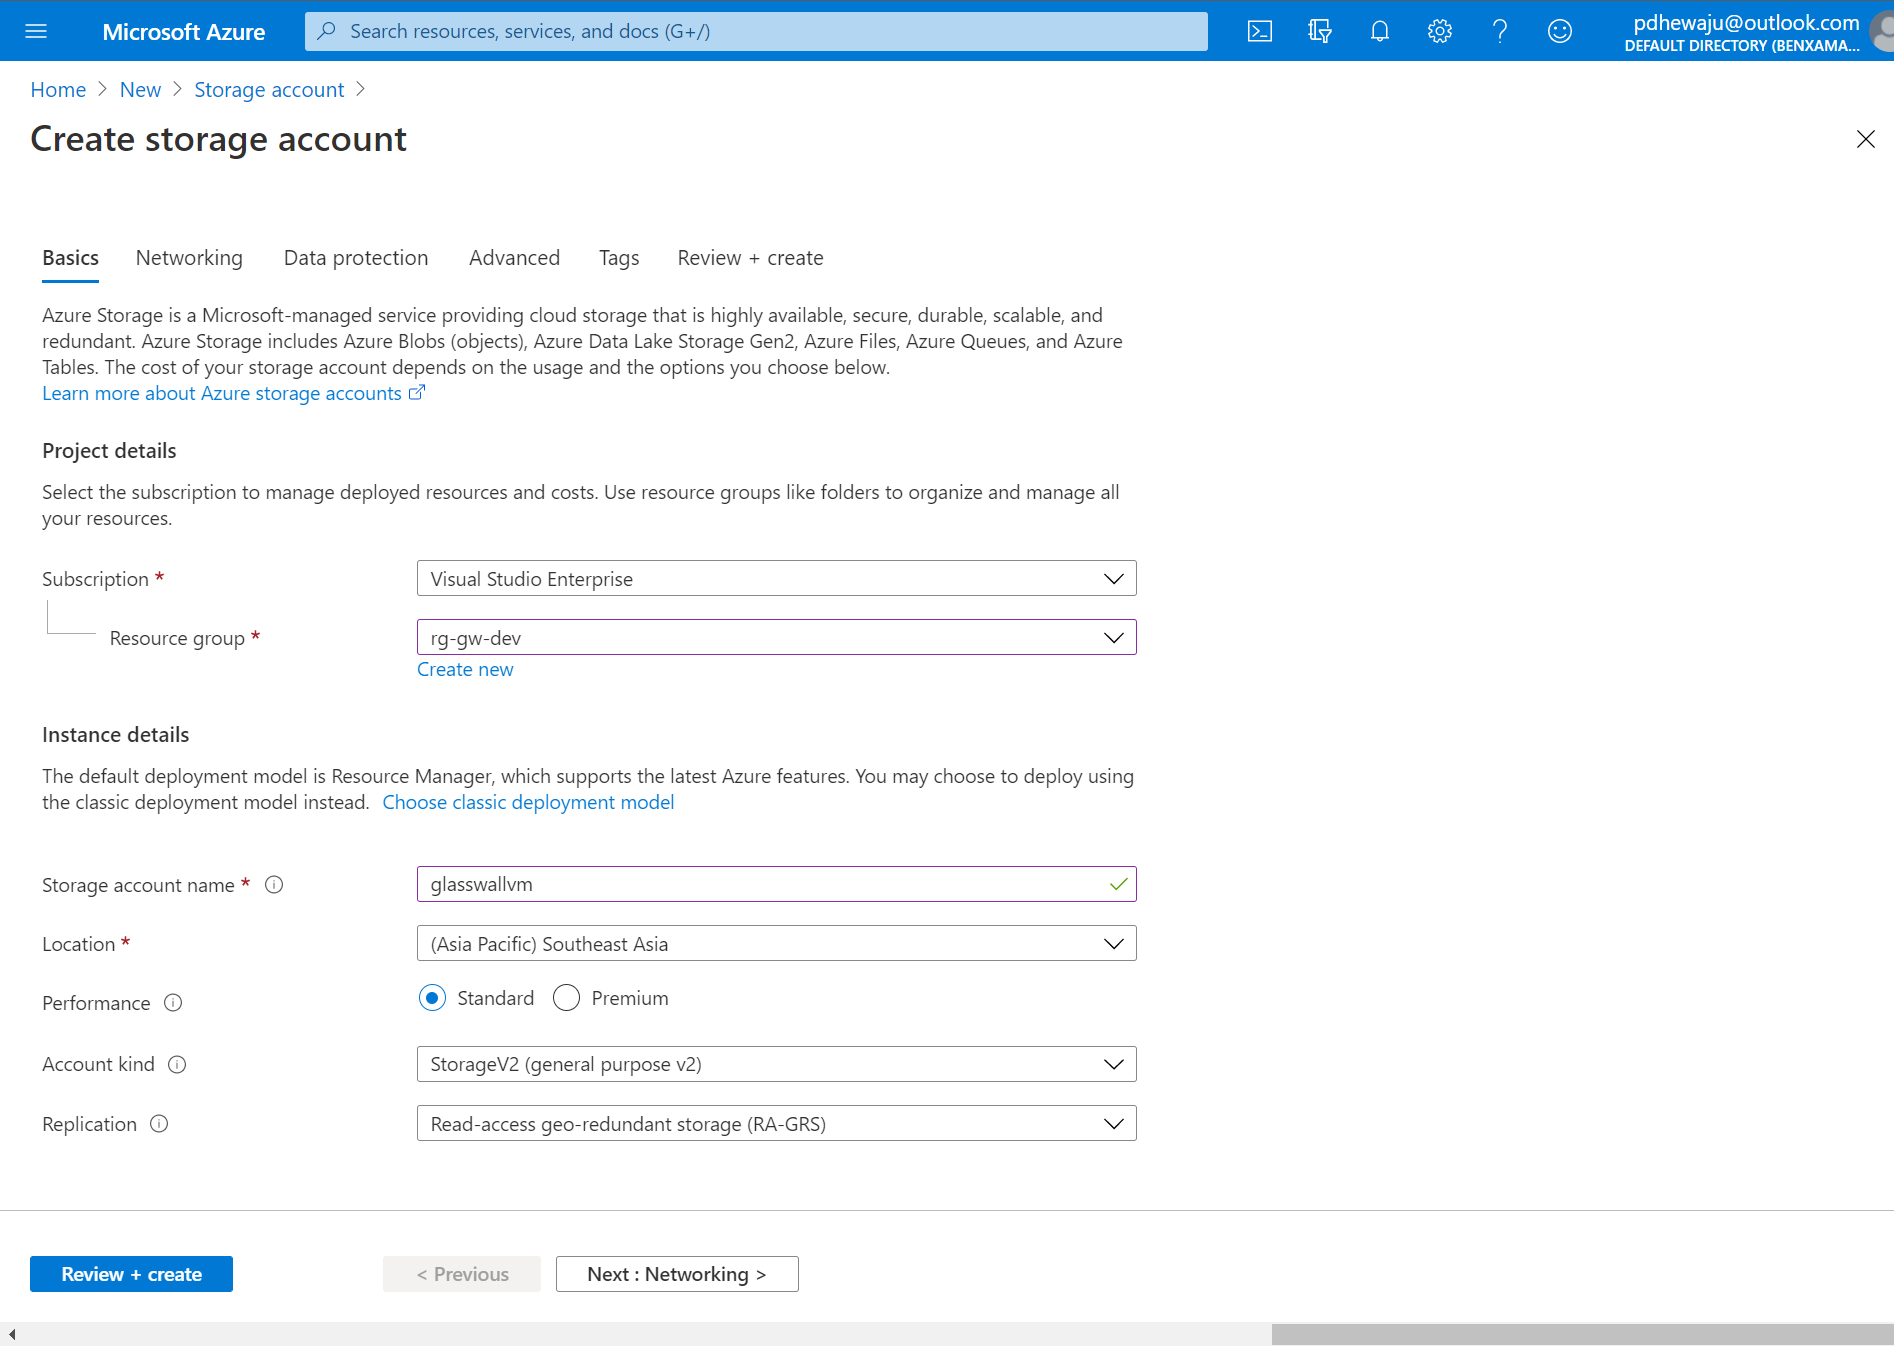 Microsoft Azure
Search resources, services, and docs (G+/)
pdhewaju@outlook.com
DEFAULT DIRECTORY (BENXAMA...
Home > New > Storage account >
Create storage account
Basics Networking Data protection Advanced Tags Review + create
Azure Storage is a Microsoft-managed service providing cloud storage that is highly available, secure, durable, scalable, and
redundant. Azure Storage includes Azure Blobs (objects), Azure Data Lake Storage Gen2, Azure Files, Azure Queues, and Azure
Tables. The cost of your storage account depends on the usage and the options you choose below.
Learn more about Azure storage accounts
Project details
Select the subscription to manage deployed resources and costs. Use resource groups like folders to organize and manage all
your resources.
Subscription * Visual Studio Enterprise
Resource group * rg-gw-dev
Create new
Instance details
The default deployment model is Resource Manager, which supports the latest Azure features. You may choose to deploy using
the classic deployment model instead. Choose classic deployment model
Storage account name * glasswallvm
Location * (Asia Pacific) Southeast Asia
Performance Standard Premium
Account kind StorageV2 (general purpose v2)
Replication Read-access geo-redundant storage (RA-GRS)
Review + create < Previous Next : Networking >